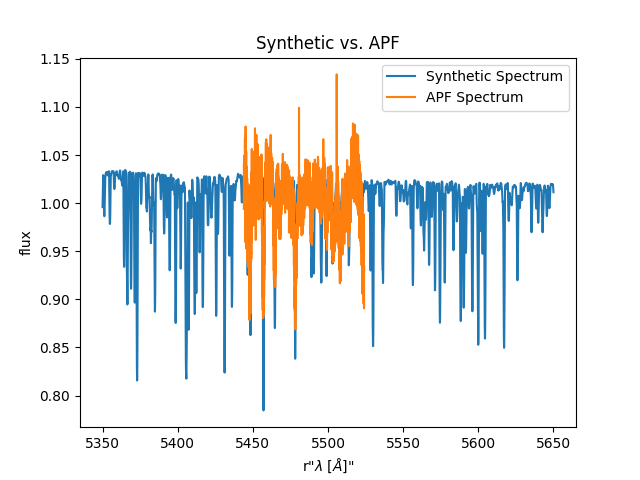 Synthetic vs. APF
Synthetic Spectrum
APF Spectrum
1.15
1.10
1.05
1.00
0.95
0.90
0.85
0.80
flux
5350 5400 5450 5500 5550 5600 5650
r"λ [Å]"